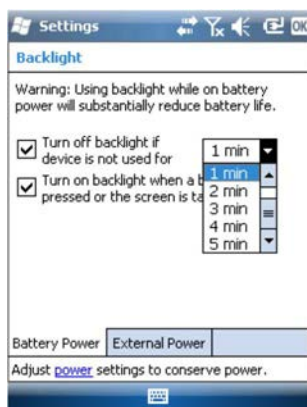 Settings
OK
Backlight
Warning: Using backlight while on battery
power will substantially reduce battery life.
Turn off backlight if
device is not used for
1 min
Turn on backlight when a
pressed or the screen is
1 min
2 min
3 min
4 min
5 min
Battery Power External Power
Adjust power settings to conserve power.